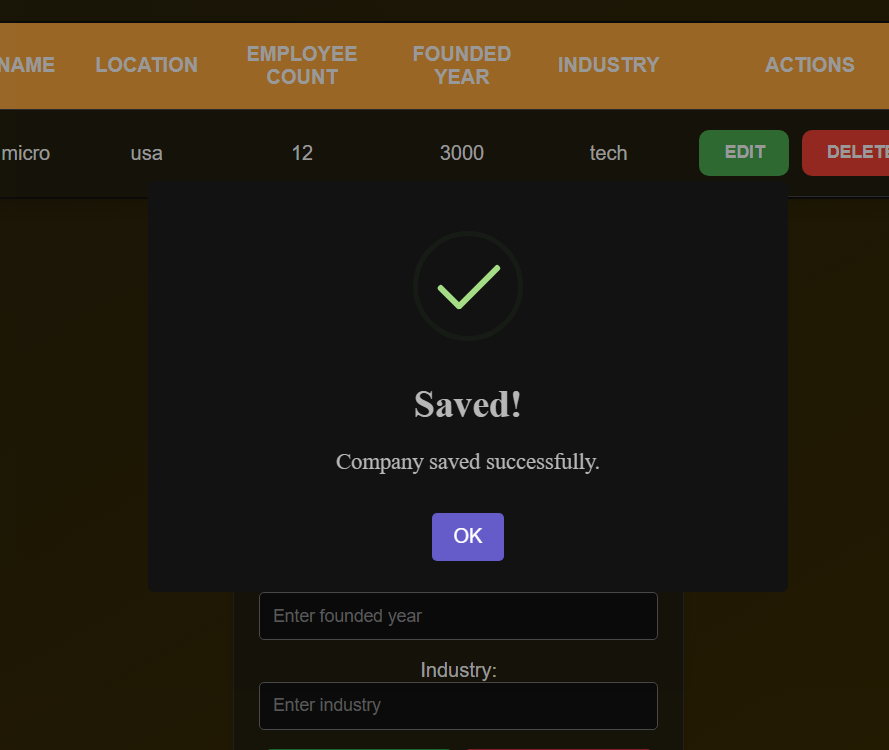 NAME LOCATION EMPLOYEE COUNT FOUNDED YEAR INDUSTRY ACTIONS
micro usa 12 3000 tech EDIT DELETE
Saved!
Company saved successfully.
OK
Enter founded year
Industry:
Enter industry